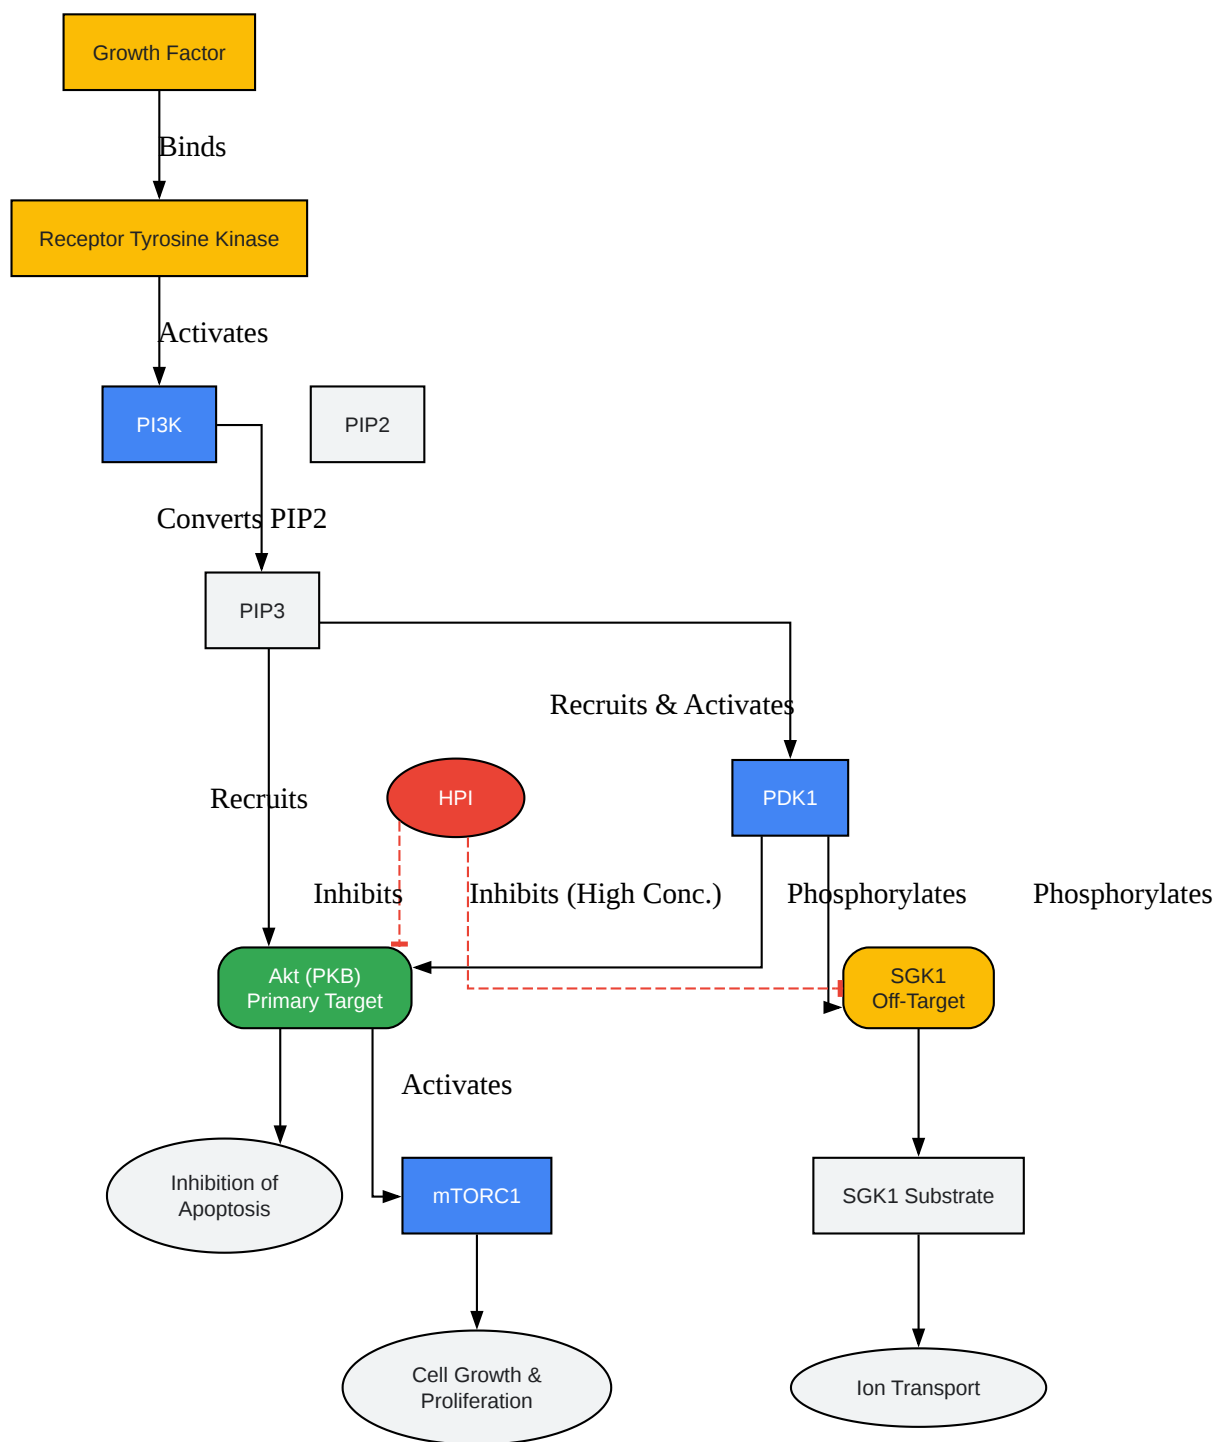 Growth Factor
Binds
Receptor Tyrosine Kinase
Activates
PI3K
PIP2
Converts PIP2
PIP3
Recruits & Activates
Recruits
HPI
PDK1
Inhibits
Inhibits (High Conc.)
Phosphorylates
Phosphorylates
Akt (PKB)
Primary Target
SGK1
Off-Target
Activates
Inhibition of
Apoptosis
mTORC1
SGK1 Substrate
Cell Growth &
Proliferation
Ion Transport